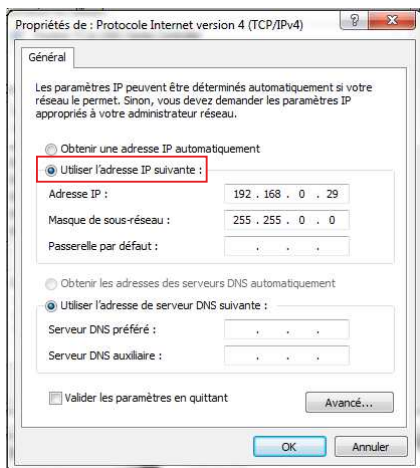 Propriétés de : Protocole Internet version 4 (TCP/IPv4)
Général
Les paramètres IP peuvent être déterminés automatiquement si votre
réseau le permet. Sinon, vous devez demander les paramètres IP
appropriés à votre administrateur réseau.
Obtenir une adresse IP automatiquement
Utiliser l'adresse IP suivante :
Adresse IP : 192 . 168 . 0 . 29
Masque de sous-réseau : 255 . 255 . 0 . 0
Passerelle par défaut : . . .
Obtenir les adresses des serveurs DNS automatiquement
Utiliser l'adresse de serveur DNS suivante :
Serveur DNS préféré : . . .
Serveur DNS auxiliaire : . . .
Valider les paramètres en quittant
Avancé...
OK Annuler